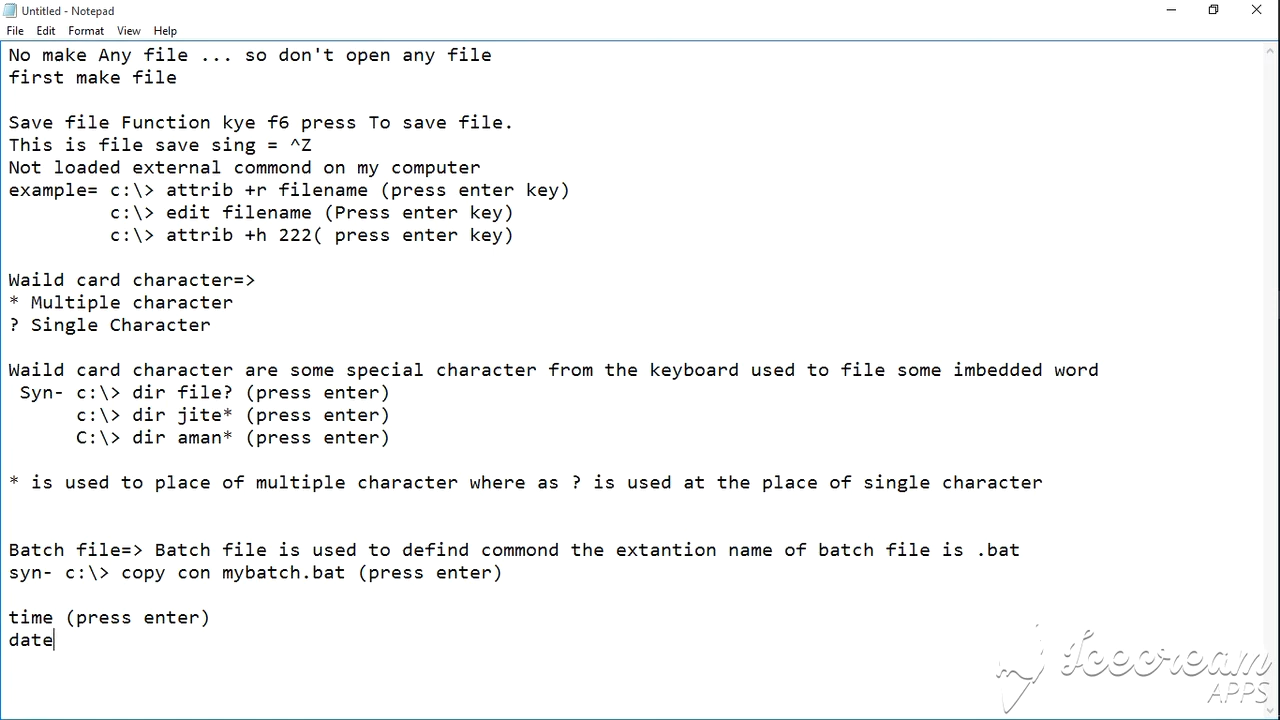 Untitled - Notepad
File Edit Format View Help
No make Any file ... so don't open any file
first make file
Save file Function kye f6 press To save file.
This is file save sing = ^Z
Not loaded external commond on my computer
example= c:\> attrib +r filename (press enter key)
c:\> edit filename (Press enter key)
c:\> attrib +h 222( press enter key)
Waild card character=>
* Multiple character
? Single Character
Waild card character are some special character from the keyboard used to file some imbedded word
Syn- c:\> dir file? (press enter)
c:\> dir jite* (press enter)
C:\> dir aman* (press enter)
* is used to place of multiple character where as ? is used at the place of single character
Batch file=> Batch file is used to defind commond the extantion name of batch file is .bat
syn- c:\> copy con mybatch.bat (press enter)
time (press enter)
date
Icecream
APPS